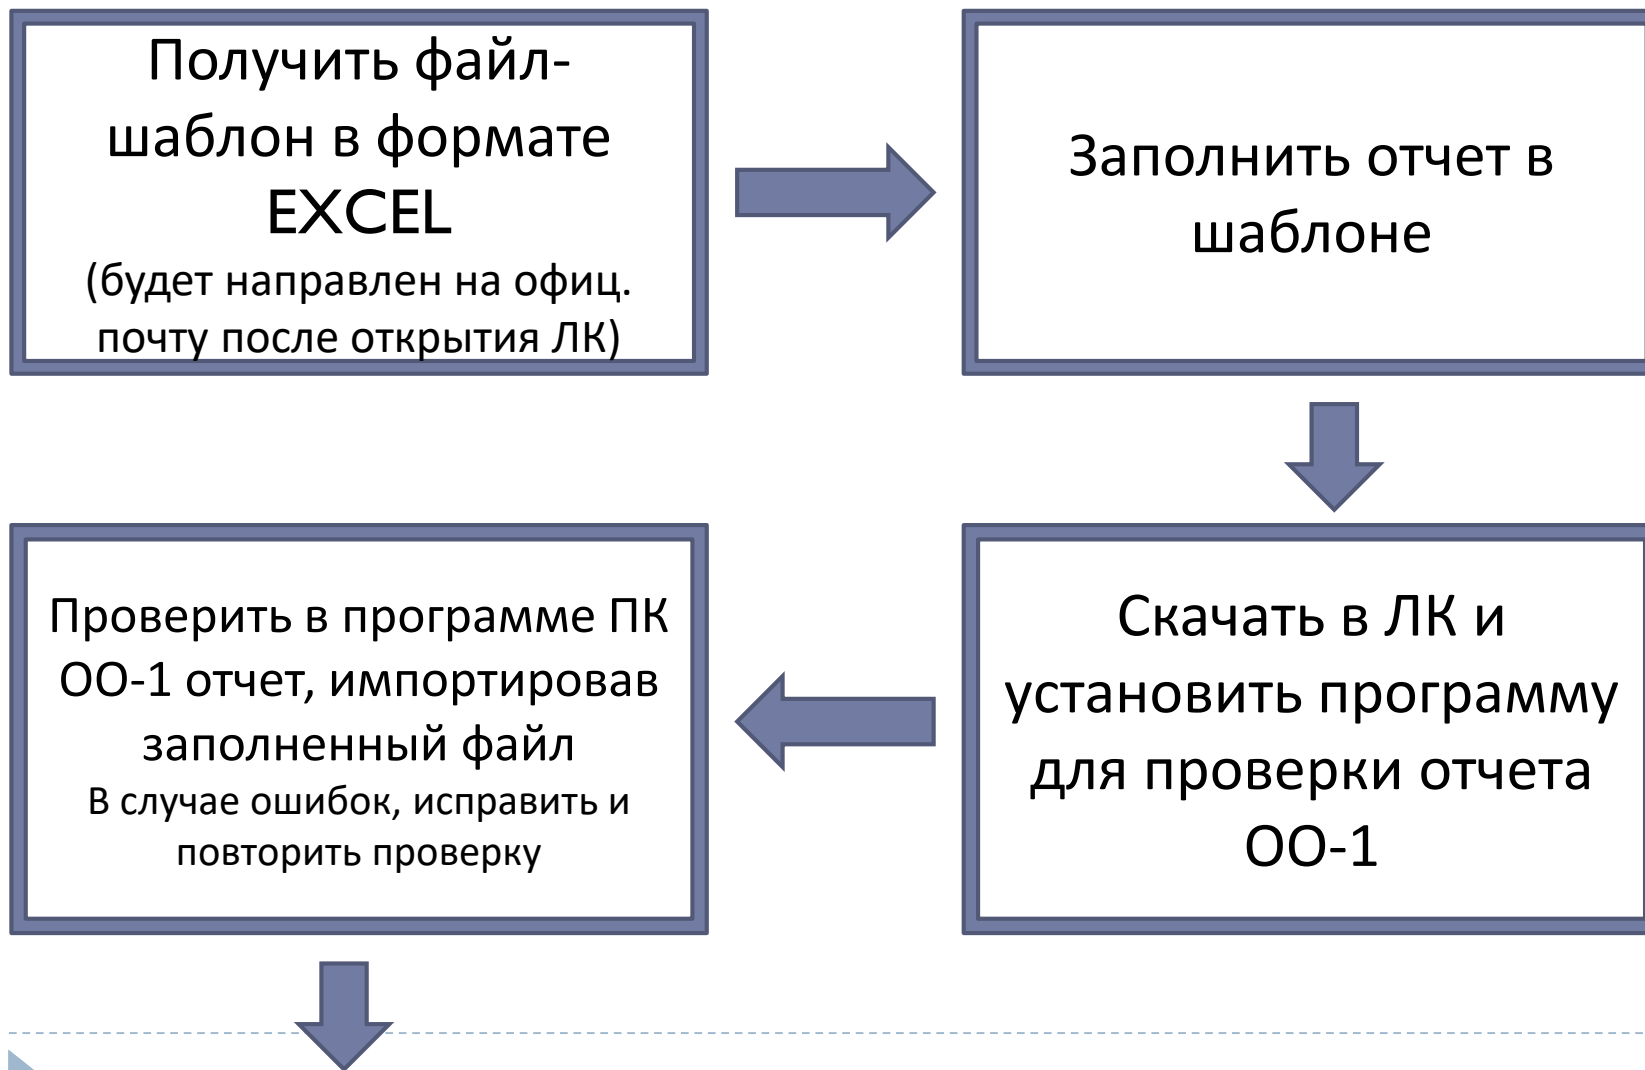 Получить файл-
шаблон в формате
EXCEL
(будет направлен на офиц.
почту после открытия ЛК)
Заполнить отчет в
шаблоне
Скачать в ЛК и
установить программу
для проверки отчета
ОО-1
Проверить в программе ПК
ОО-1 отчет, импортировав
заполненный файл
В случае ошибок, исправить и
повторить проверку